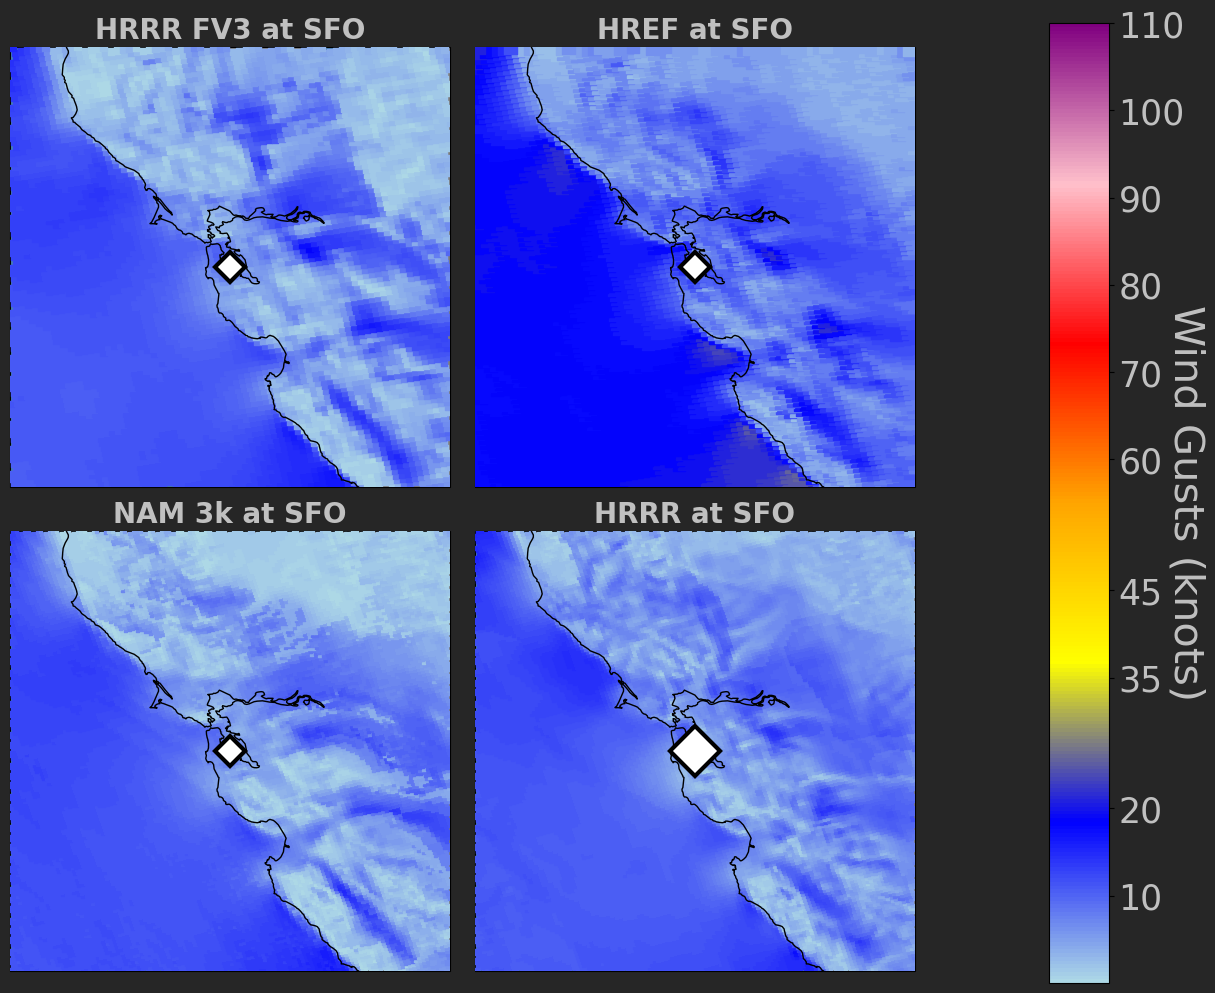 HRRR FV3 at SFO
HREF at SFO
NAM 3k at SFO
HRRR at SFO
110
100
90
80
70
60
45
35
20
10
Wind Gusts (knots)